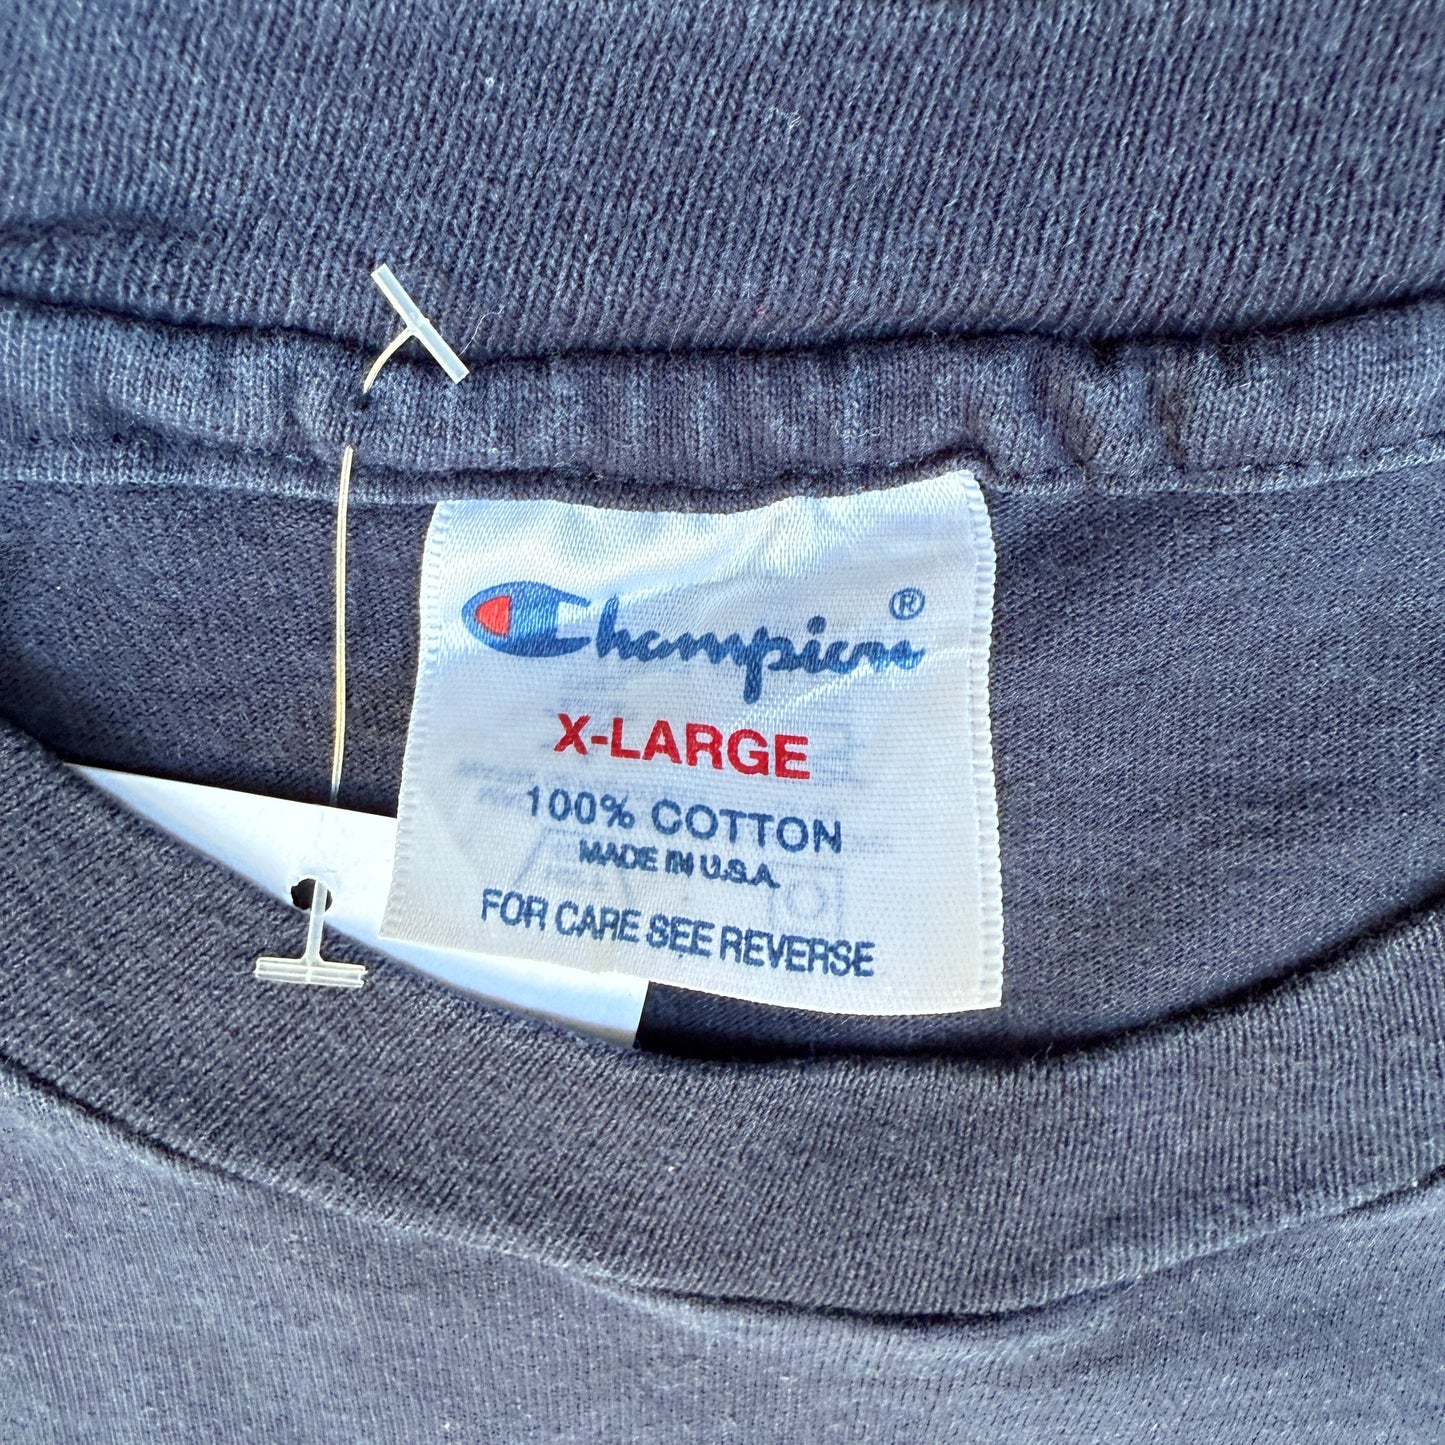 Champion®
X-LARGE
100% COTTON
MADE IN U.S.A.
FOR CARE SEE REVERSE